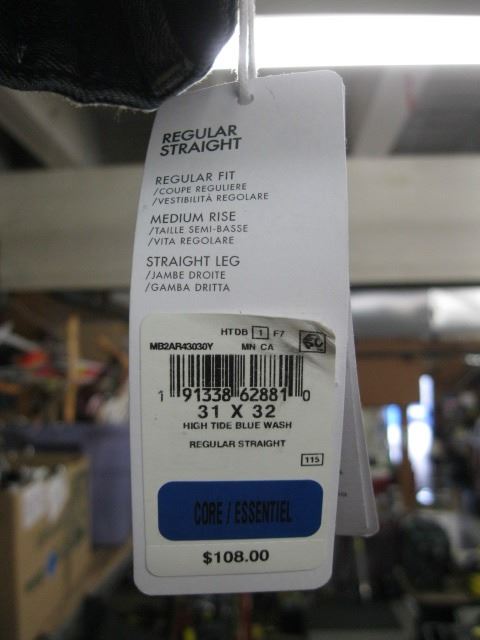 REGULAR
STRAIGHT
REGULAR FIT
/COUPE REGULIERE
/VESTIBILITÀ REGOLARE
MEDIUM RISE
/TAILLE SEMI-BASSE
/VITA REGOLARE
STRAIGHT LEG
/JAMBE DROITE
/GAMBA DRITTA
HTDB 1 F7
MB2AR43030Y MN CA
1 91338 62881 0
31 X 32
HIGH TIDE BLUE WASH
REGULAR STRAIGHT
115
CORE / ESSENTIEL
$108.00